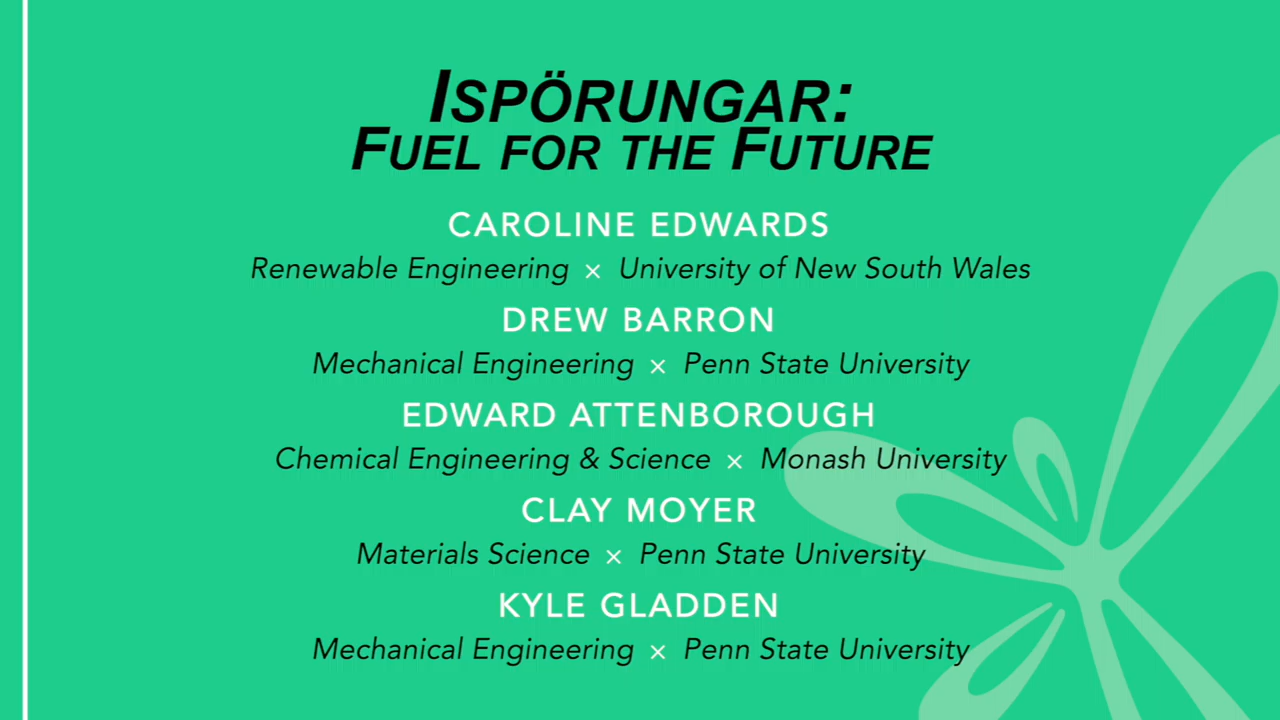 ISPÖRUNGAR:
FUEL FOR THE FUTURE
CAROLINE EDWARDS
Renewable Engineering × University of New South Wales
DREW BARRON
Mechanical Engineering × Penn State University
EDWARD ATTENBOROUGH
Chemical Engineering & Science × Monash University
CLAY MOYER
Materials Science × Penn State University
KYLE GLADDEN
Mechanical Engineering × Penn State University